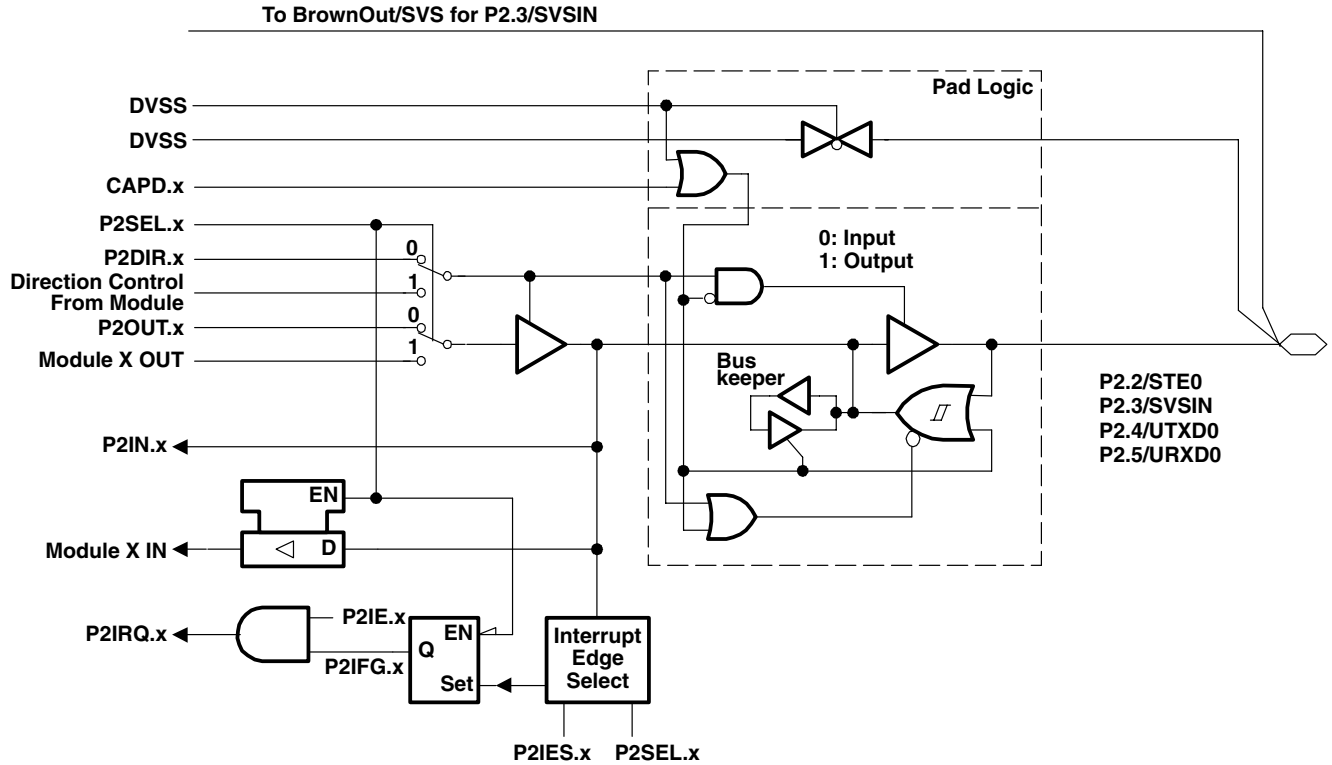 To BrownOut/SVS for P2.3/SVSIN
Pad Logic
DVSS
DVSS
CAPD.x
P2SEL.x
0: Input
1: Output
P2DIR.x
0
Direction Control
From Module
1
P2OUT.x
0
Module X OUT
1
Bus
keeper
P2.2/STE0
P2.3/SVSIN
P2.4/UTXD0
P2.5/URXD0
P2IN.x
EN
Module X IN
D
P2IE.x
P2IRQ.x
P2IFG.x
EN
Q
Set
Interrupt
Edge
Select
P2IES.x
P2SEL.x